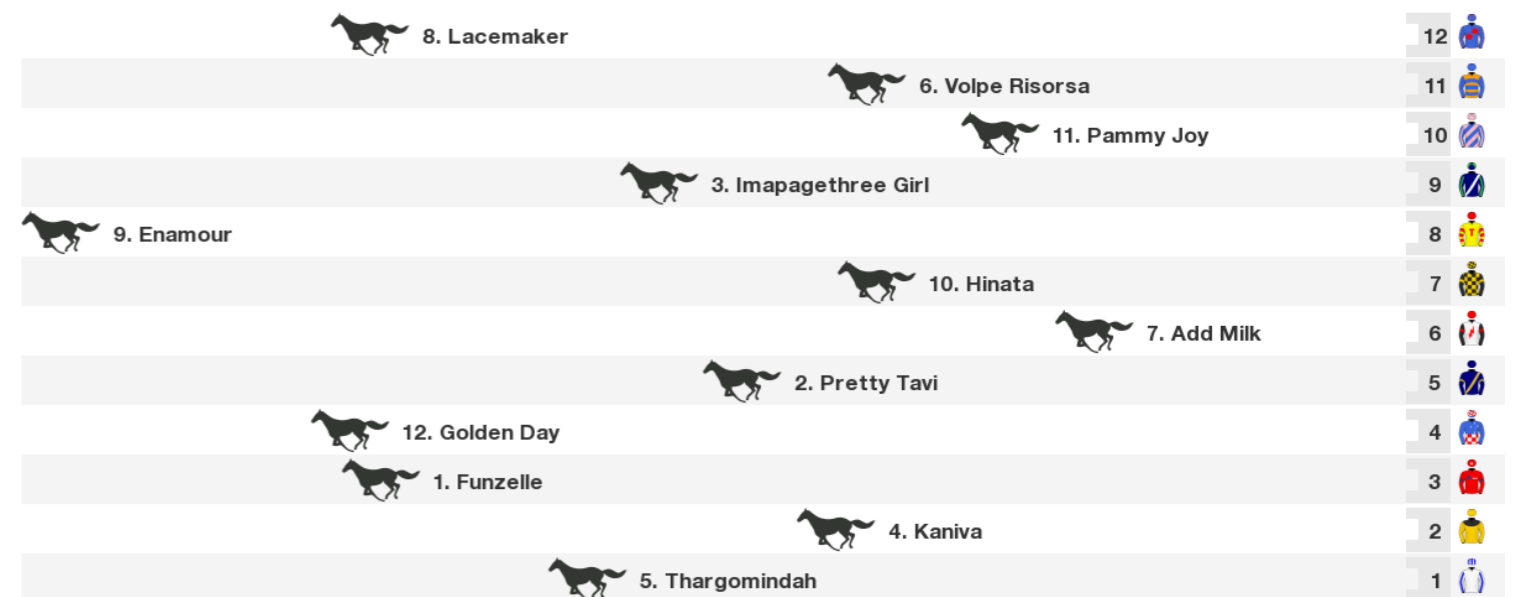 8. Lacemaker 12
6. Volpe Risorsa 11
11. Pammy Joy 10
3. Imapagethree Girl 9
9. Enamour 8
T
10. Hinata 7
7. Add Milk 6
2. Pretty Tavi 5
12. Golden Day 4
1. Funzelle 3
4. Kaniva 2
5. Thargomindah 1